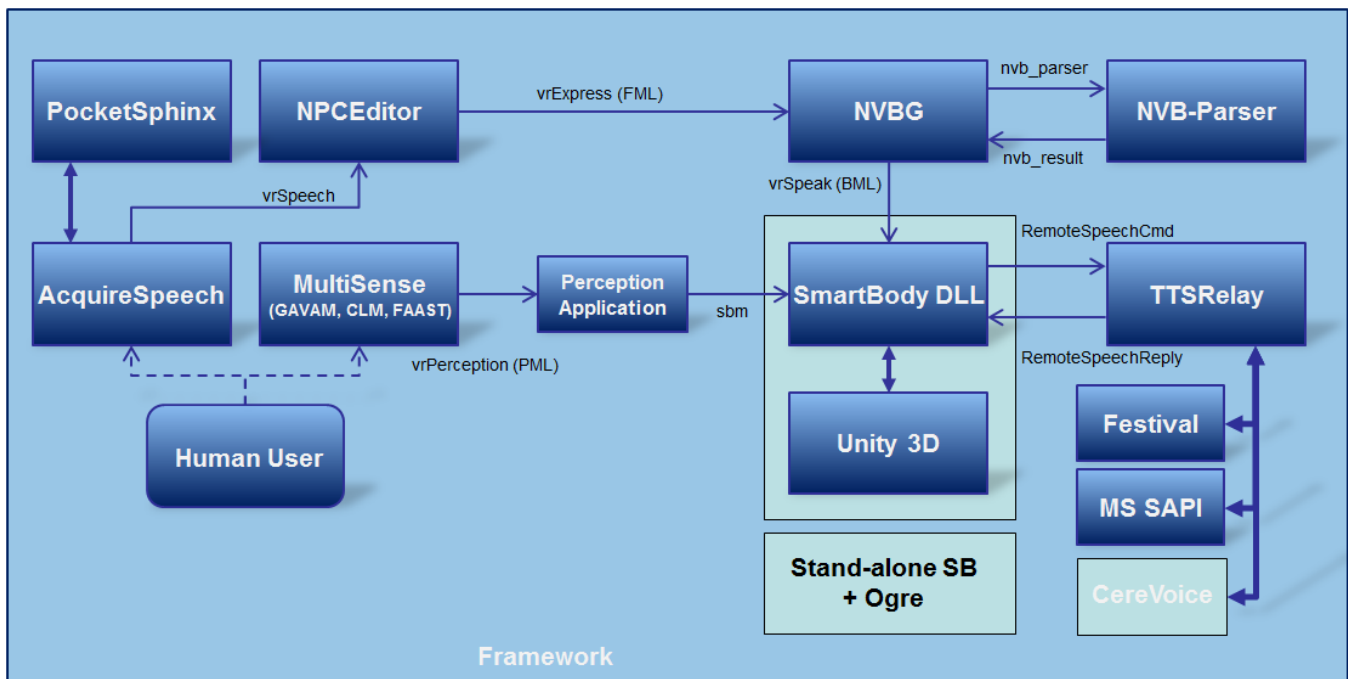 PocketSphinx
NPCEditor
vrExpress (FML)
NVBG
nvb_parser
NVB-Parser
nvb_result
vrSpeech
vrSpeak (BML)
AcquireSpeech
MultiSense
(GAVAM, CLM, FAAST)
Perception
Application
sbm
SmartBody DLL
RemoteSpeechCmd
TTSRelay
RemoteSpeechReply
vrPerception (PML)
Human User
Unity 3D
Festival
MS SAPI
CereVoice
Stand-alone SB
+ Ogre
Framework